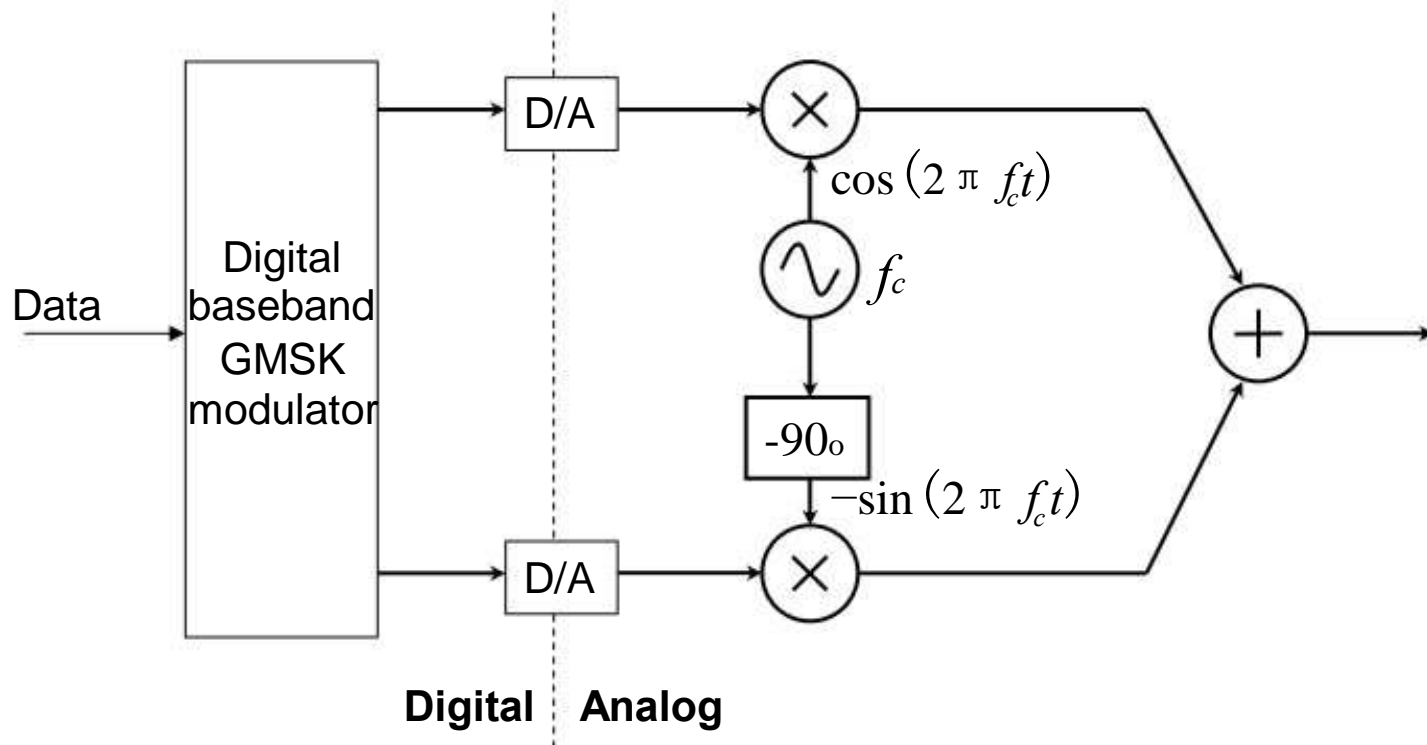 D/A
cos (2 π f_c t)
Digital
baseband
GMSK
modulator
Data
f_c
-90o
−sin (2 π f_c t)
D/A
Digital
Analog